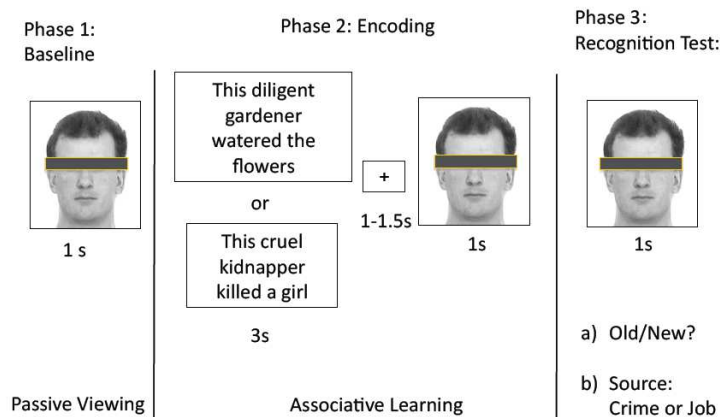 Phase 1:
Baseline
1 s
Passive Viewing
Phase 2: Encoding
This diligent
gardener
watered the
flowers
or
This cruel
kidnapper
killed a girl
3s
+
1-1.5s
1s
Associative Learning
Phase 3:
Recognition Test:
1s
a) Old/New?
b) Source:
Crime or Job